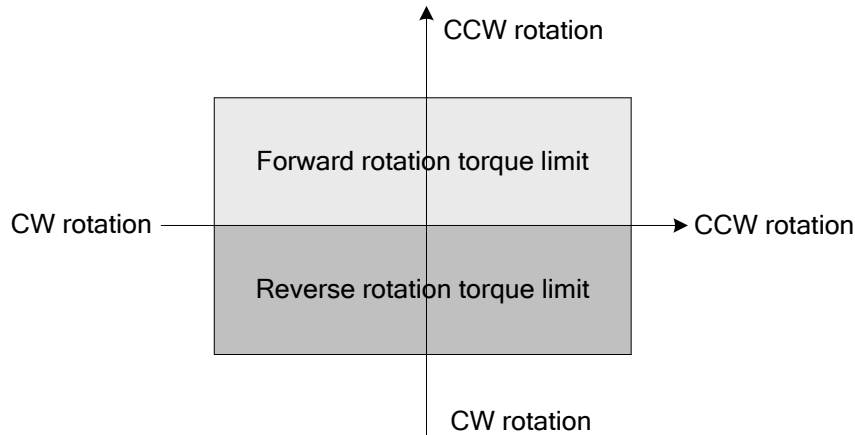 CCW rotation
Forward rotation torque limit
CW rotation
CCW rotation
Reverse rotation torque limit
CW rotation